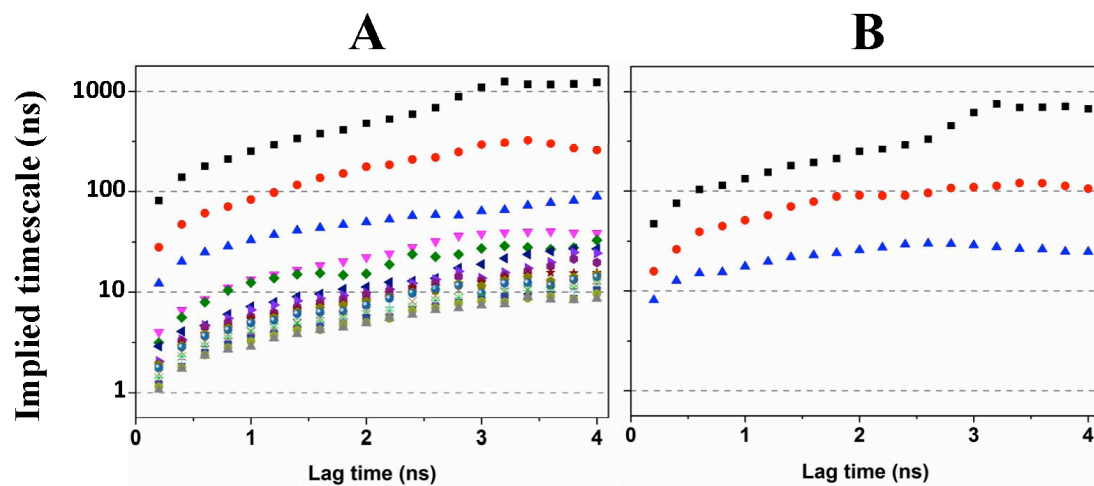 A B
Implied timescale (ns)
1000
100
10
1
0 1 2 3 4
0 1 2 3 4
Lag time (ns)
Lag time (ns)